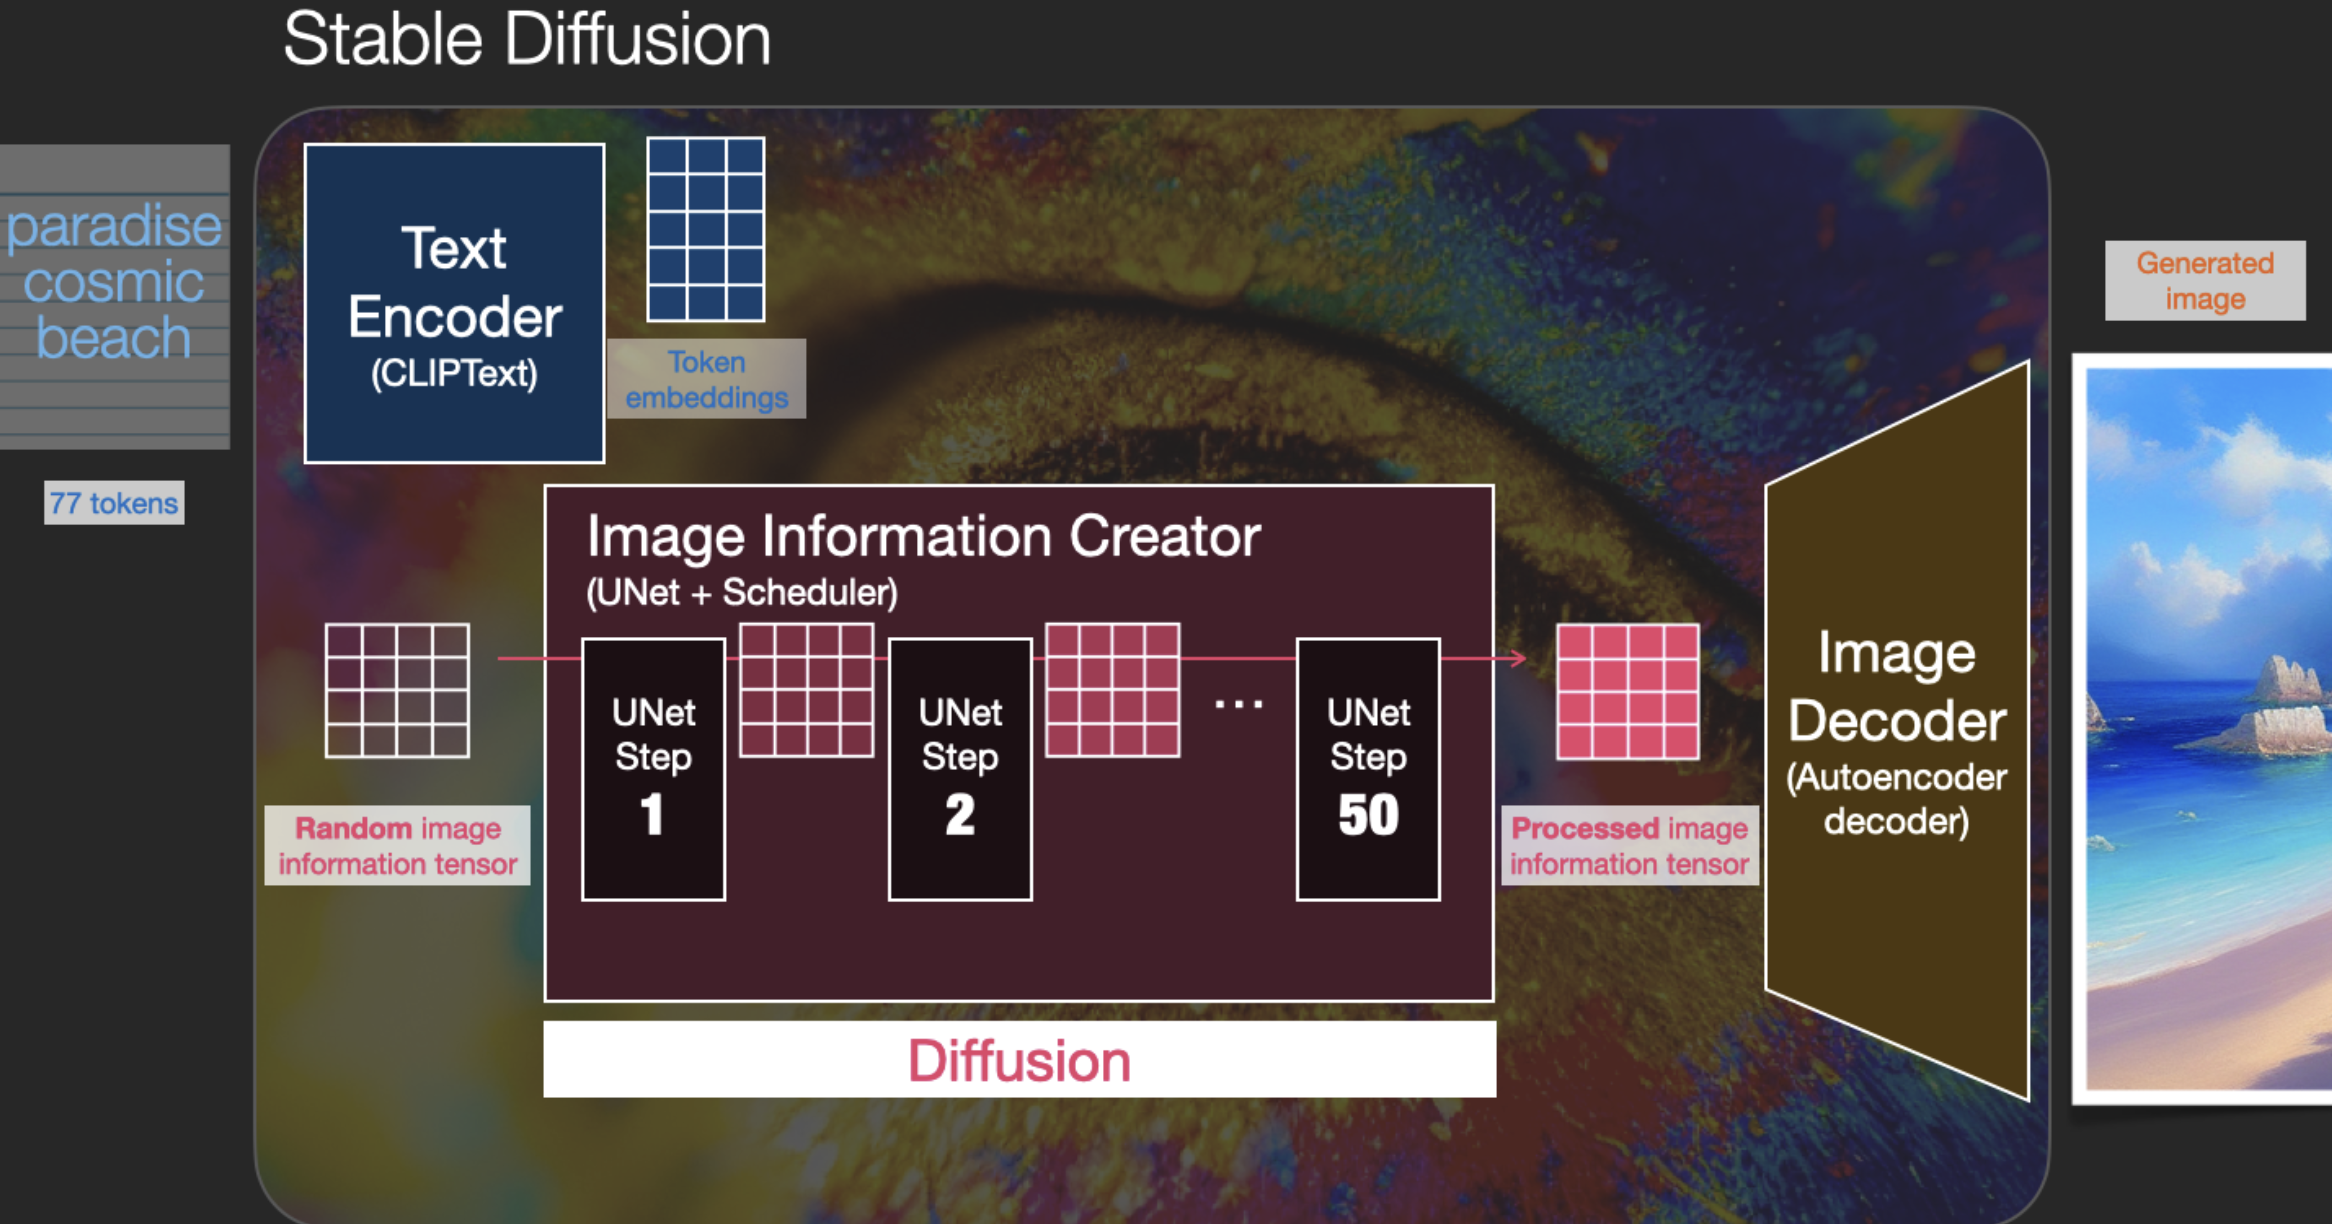 Stable Diffusion
paradise
cosmic
beach
77 tokens
Text
Encoder
(CLIPText)
Token
embeddings
Image Information Creator
(UNet + Scheduler)
UNet
Step
1
UNet
Step
2
...
UNet
Step
50
Random image
information tensor
Processed image
information tensor
Diffusion
Image
Decoder
(Autoencoder
decoder)
Generated
image